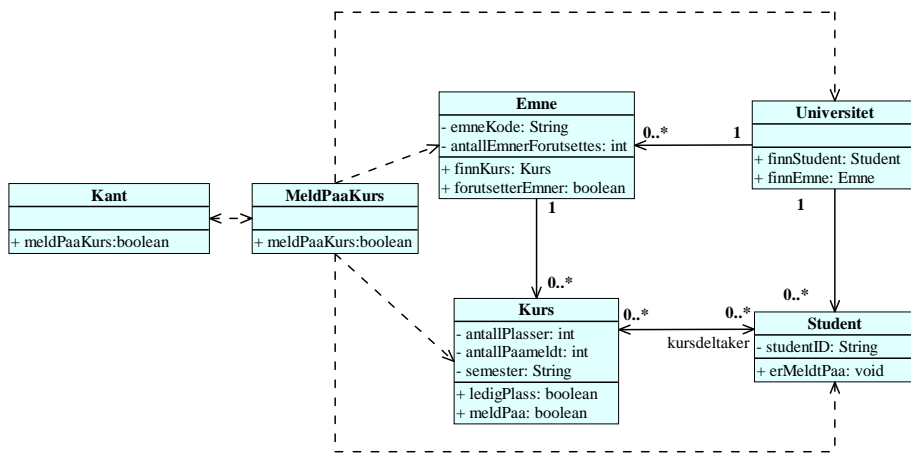 Emne
- emneKode: String
- antallEmnerForutsettes: int
+ finnKurs: Kurs
+ forutsetterEmner: boolean
0..*
1
Universitet
+ finnStudent: Student
+ finnEmne: Emne
Kant
+ meldPaaKurs:boolean
MeldPaaKurs
+ meldPaaKurs:boolean
1
0..*
1
0..*
Kurs
- antallPlasser: int
- antallPaameldt: int
- semester: String
+ ledigPlass: boolean
+ meldPaa: boolean
0..*
0..*
kursdeltaker
Student
- studentID: String
+ erMeldtPaa: void